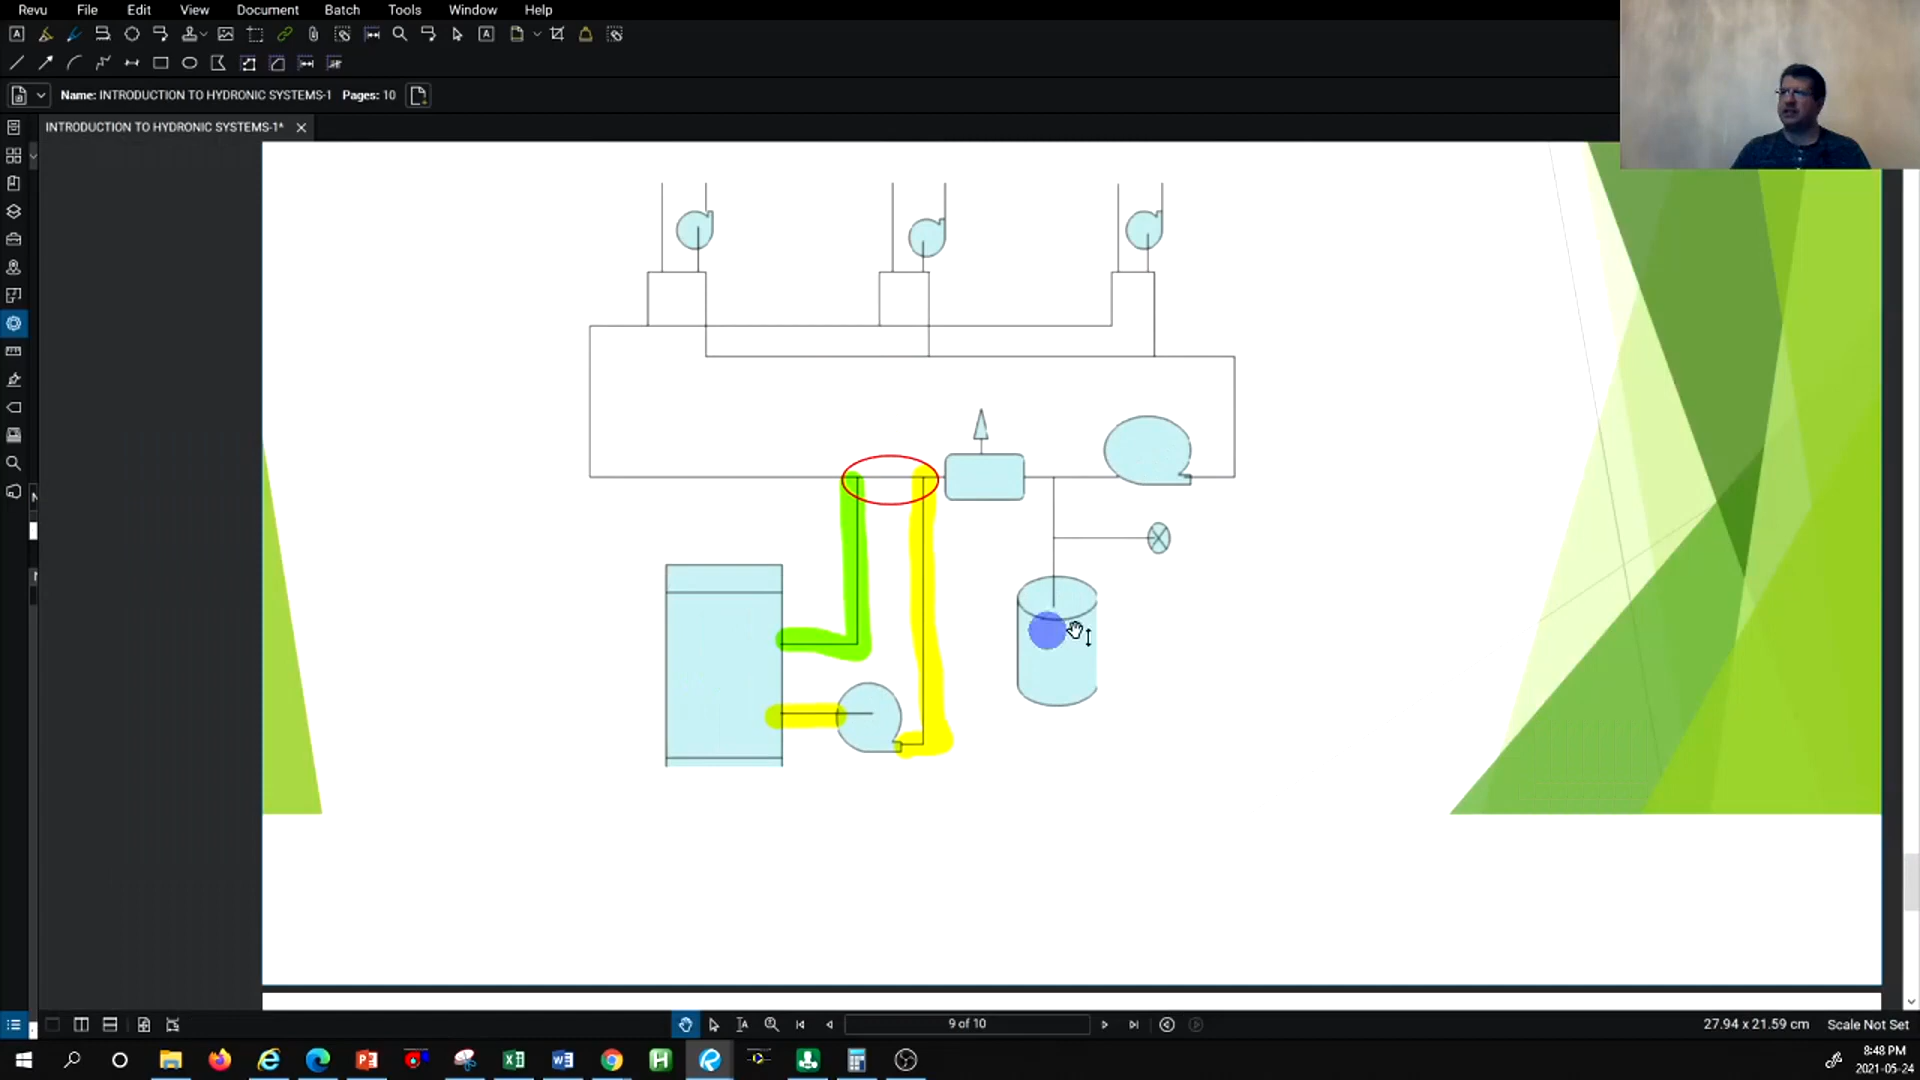 Revu File Edit View Document Batch Tools Window Help
Name: INTRODUCTION TO HYDRONIC SYSTEMS-1 Pages: 10
INTRODUCTION TO HYDRONIC SYSTEMS-1*
9 of 10
27.94 x 21.59 cm Scale Not Set
8:48 PM
2021-05-24